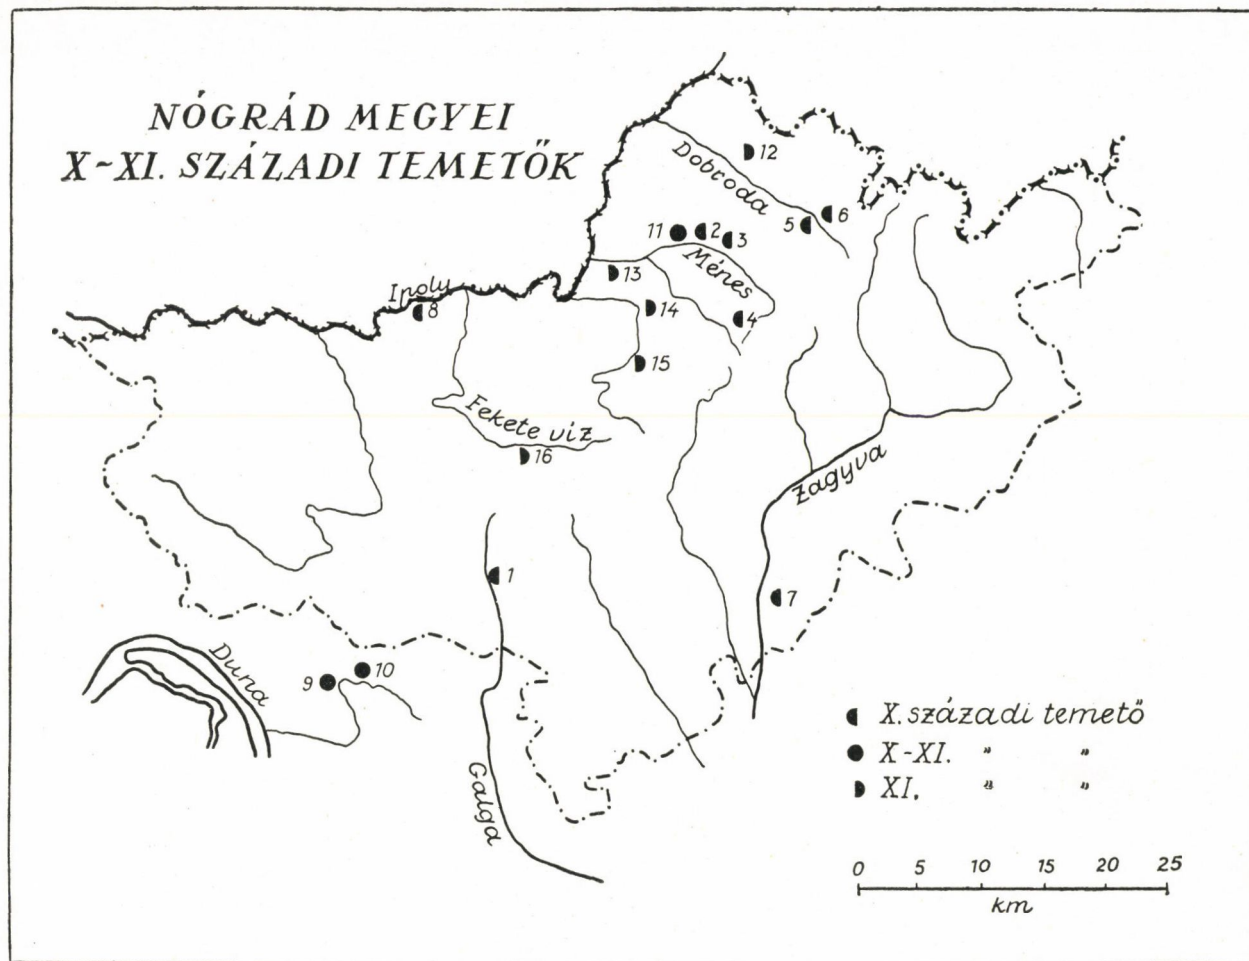 NÓGRÁD MEGYEI
X~XI. SZÁZADI TEMETŐK
Dobroda
12
5
6
11
2
3
Ménes
13
Ipoly
8
14
4
15
Fekete víz
16
Zagyva
1
7
Duna
9
10
Galga
X. századi temető
X-XI. " "
XI. " "
0 5 10 15 20 25
km